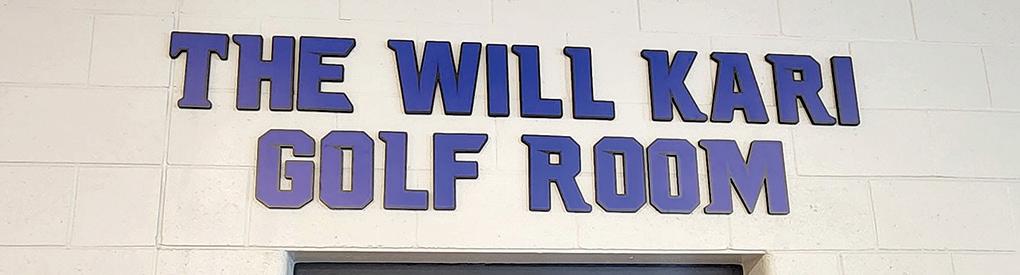 THE WILL KARI
GOLF ROOM